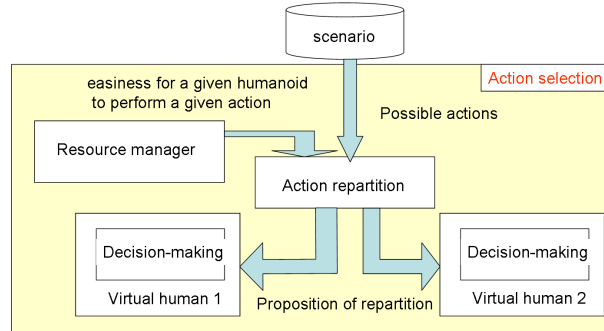 scenario
Action selection
easiness for a given humanoid
to perform a given action
Possible actions
Resource manager
Action repartition
Decision-making
Virtual human 1
Proposition of repartition
Decision-making
Virtual human 2